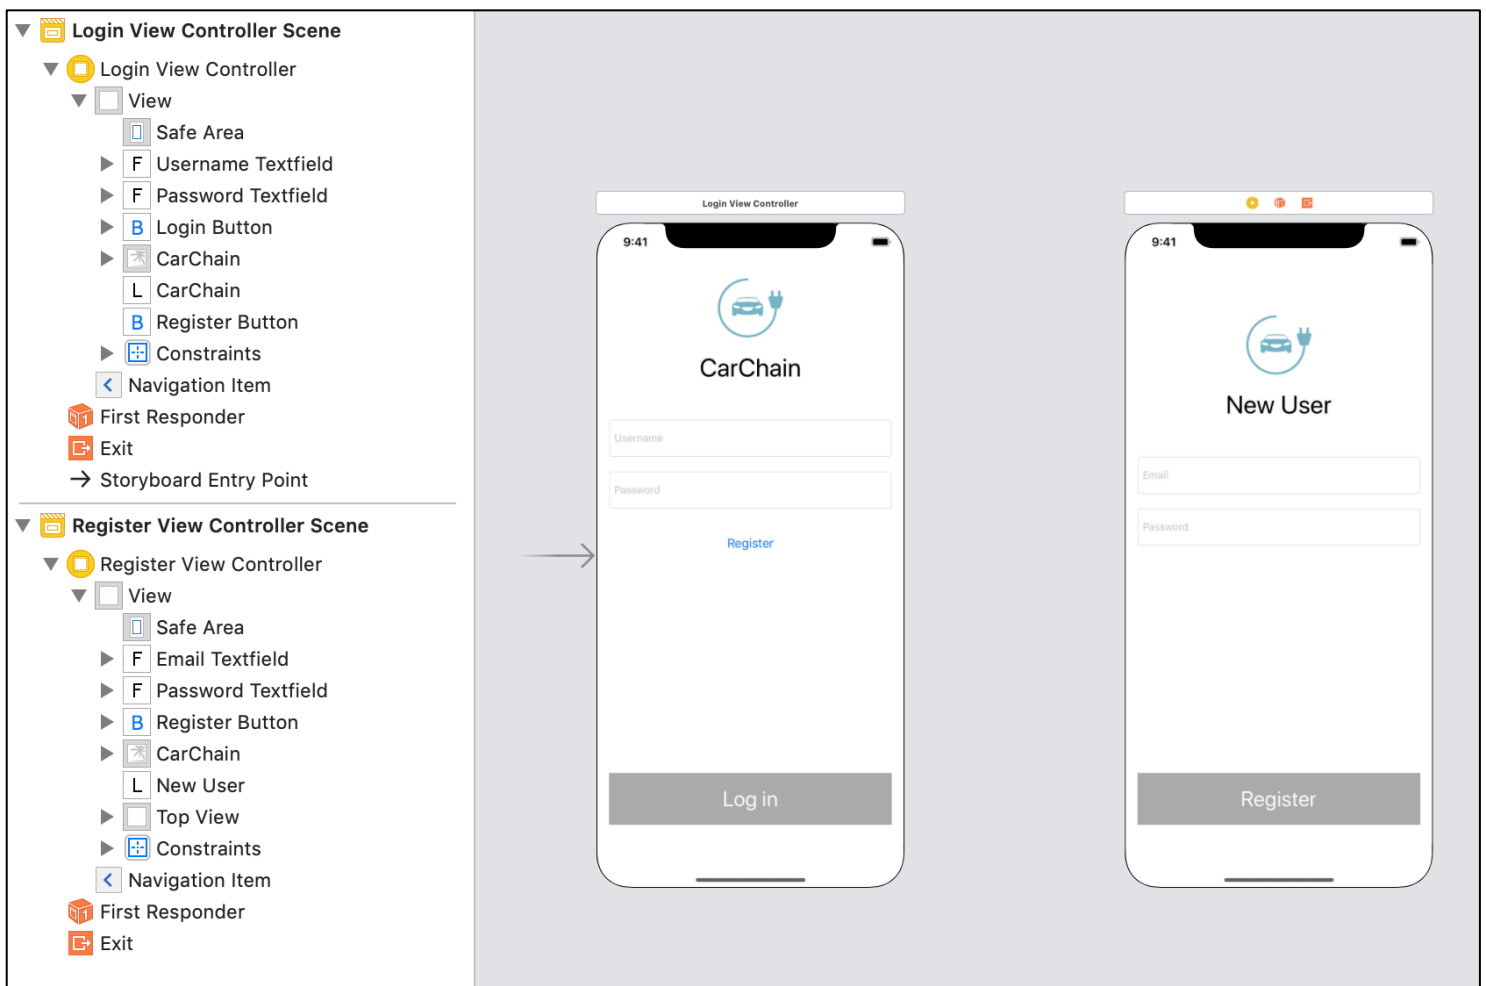 Login View Controller Scene
Login View Controller
View
Safe Area
F Username Textfield
F Password Textfield
B Login Button
CarChain
L CarChain
B Register Button
Constraints
Navigation Item
First Responder
Exit
Storyboard Entry Point
Register View Controller Scene
Register View Controller
View
Safe Area
F Email Textfield
F Password Textfield
B Register Button
CarChain
L New User
Top View
Constraints
Navigation Item
First Responder
Exit
Login View Controller
9:41
CarChain
Username
Password
Register
Log in
9:41
New User
Email
Password
Register